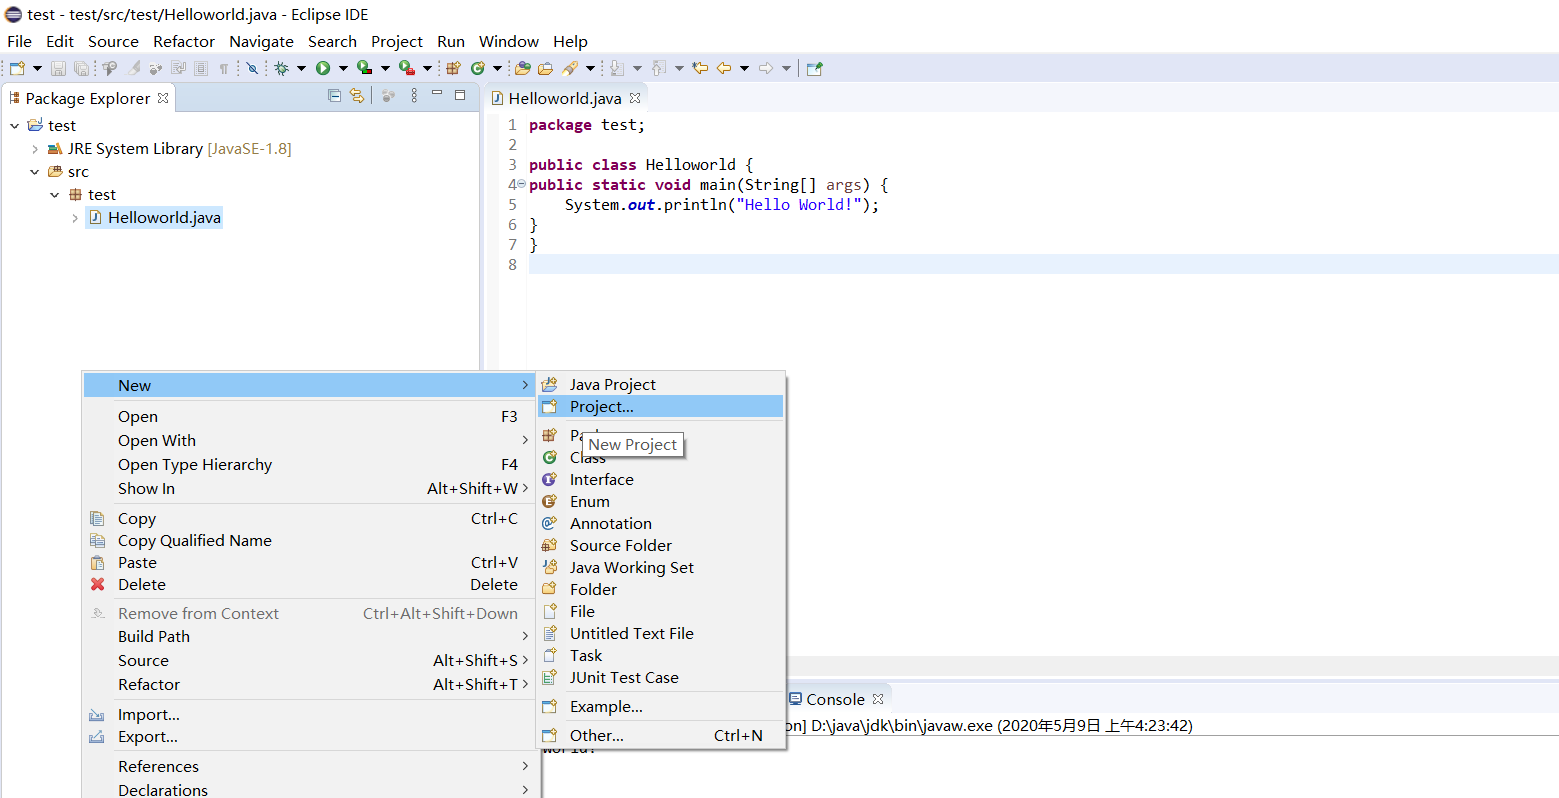 test - test/src/test/Helloworld.java - Eclipse IDE
File Edit Source Refactor Navigate Search Project Run Window Help
Package Explorer
Helloworld.java
test
JRE System Library [JavaSE-1.8]
src
test
Helloworld.java
1 package test;
2
3 public class Helloworld {
4 public static void main(String[] args) {
5 System.out.println("Hello World!");
6 }
7 }
8
New
Open F3
Open With
Open Type Hierarchy F4
Show In Alt+Shift+W
Copy Ctrl+C
Copy Qualified Name
Paste Ctrl+V
Delete Delete
Remove from Context Ctrl+Alt+Shift+Down
Build Path
Source Alt+Shift+S
Refactor Alt+Shift+T
Import...
Export...
References
Declarations
Java Project
Project...
New Project
Class
Interface
Enum
Annotation
Source Folder
Java Working Set
Folder
File
Untitled Text File
Task
JUnit Test Case
Example...
Other... Ctrl+N
Console
on] D:\java\jdk\bin\javaw.exe (2020年5月9日 上午4:23:42)